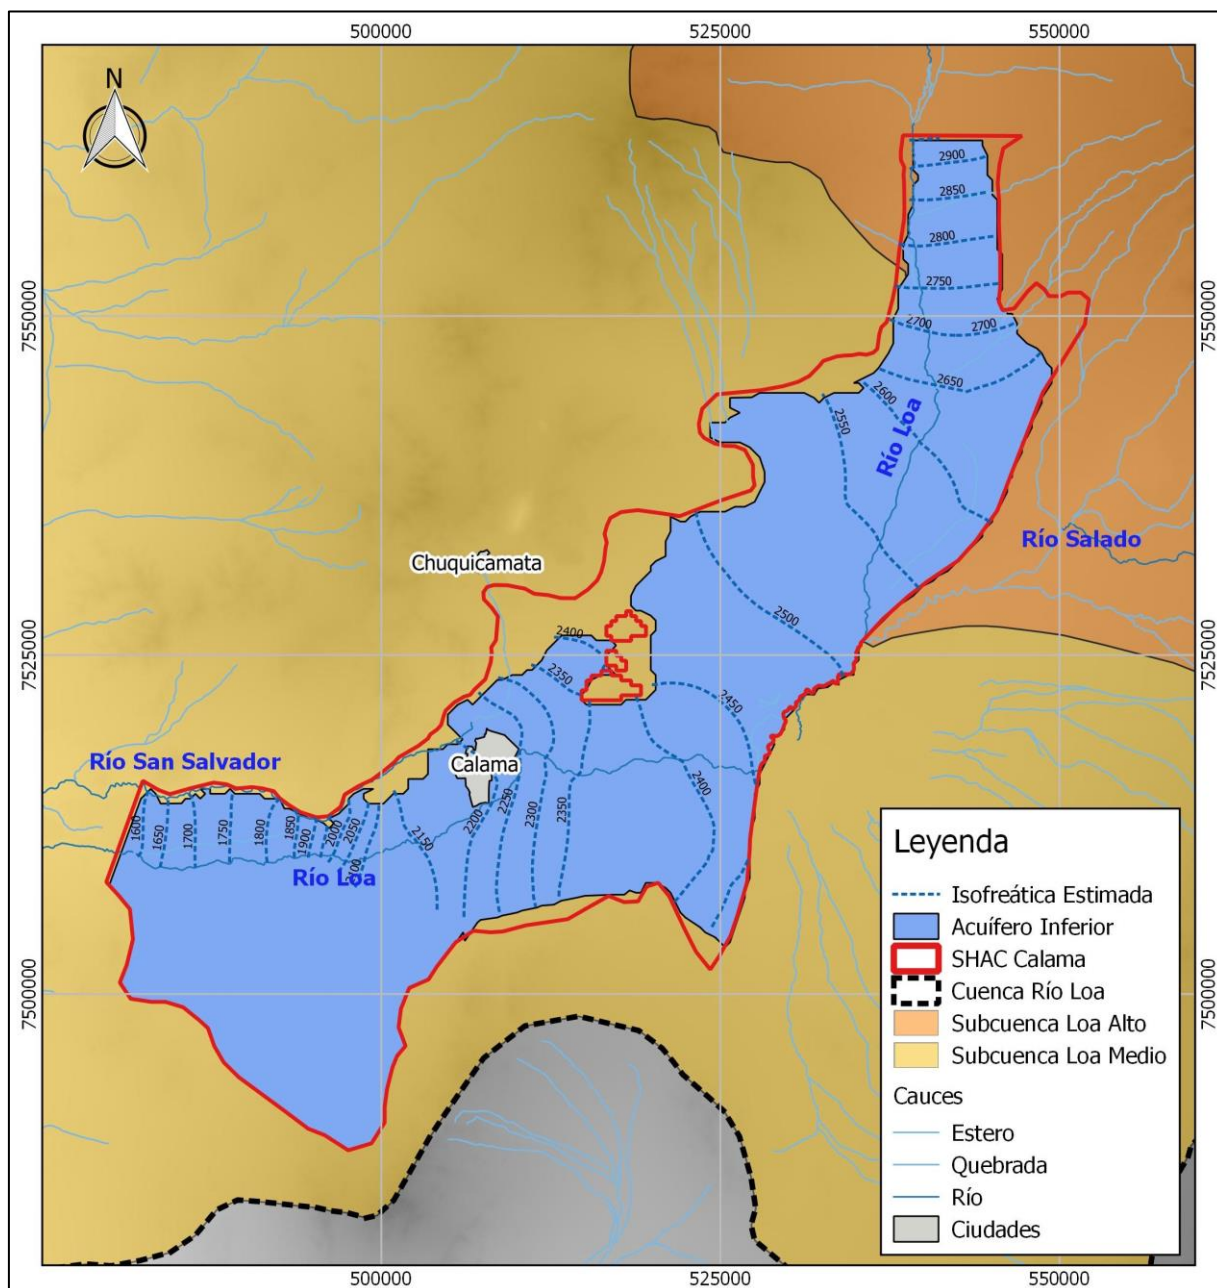 500000
525000
550000
N
2900
2850
2800
2750
7550000
7550000
2700
2700
2650
2600
2550
Río Loa
Río Salado
Chuquicamata
2500
2400
7525000
7525000
2350
2450
Río San Salvador
Calama
2400
1600
1650
1700
1750
1800
1850
1900
2000
2050
2100
2150
2200
2250
2300
2350
Río Loa
Leyenda
Isofreática Estimada
Acuífero Inferior
SHAC Calama
Cuenca Río Loa
Subcuenca Loa Alto
Subcuenca Loa Medio
Cauces
Estero
Quebrada
Río
Ciudades
7500000
7500000
500000
525000
550000